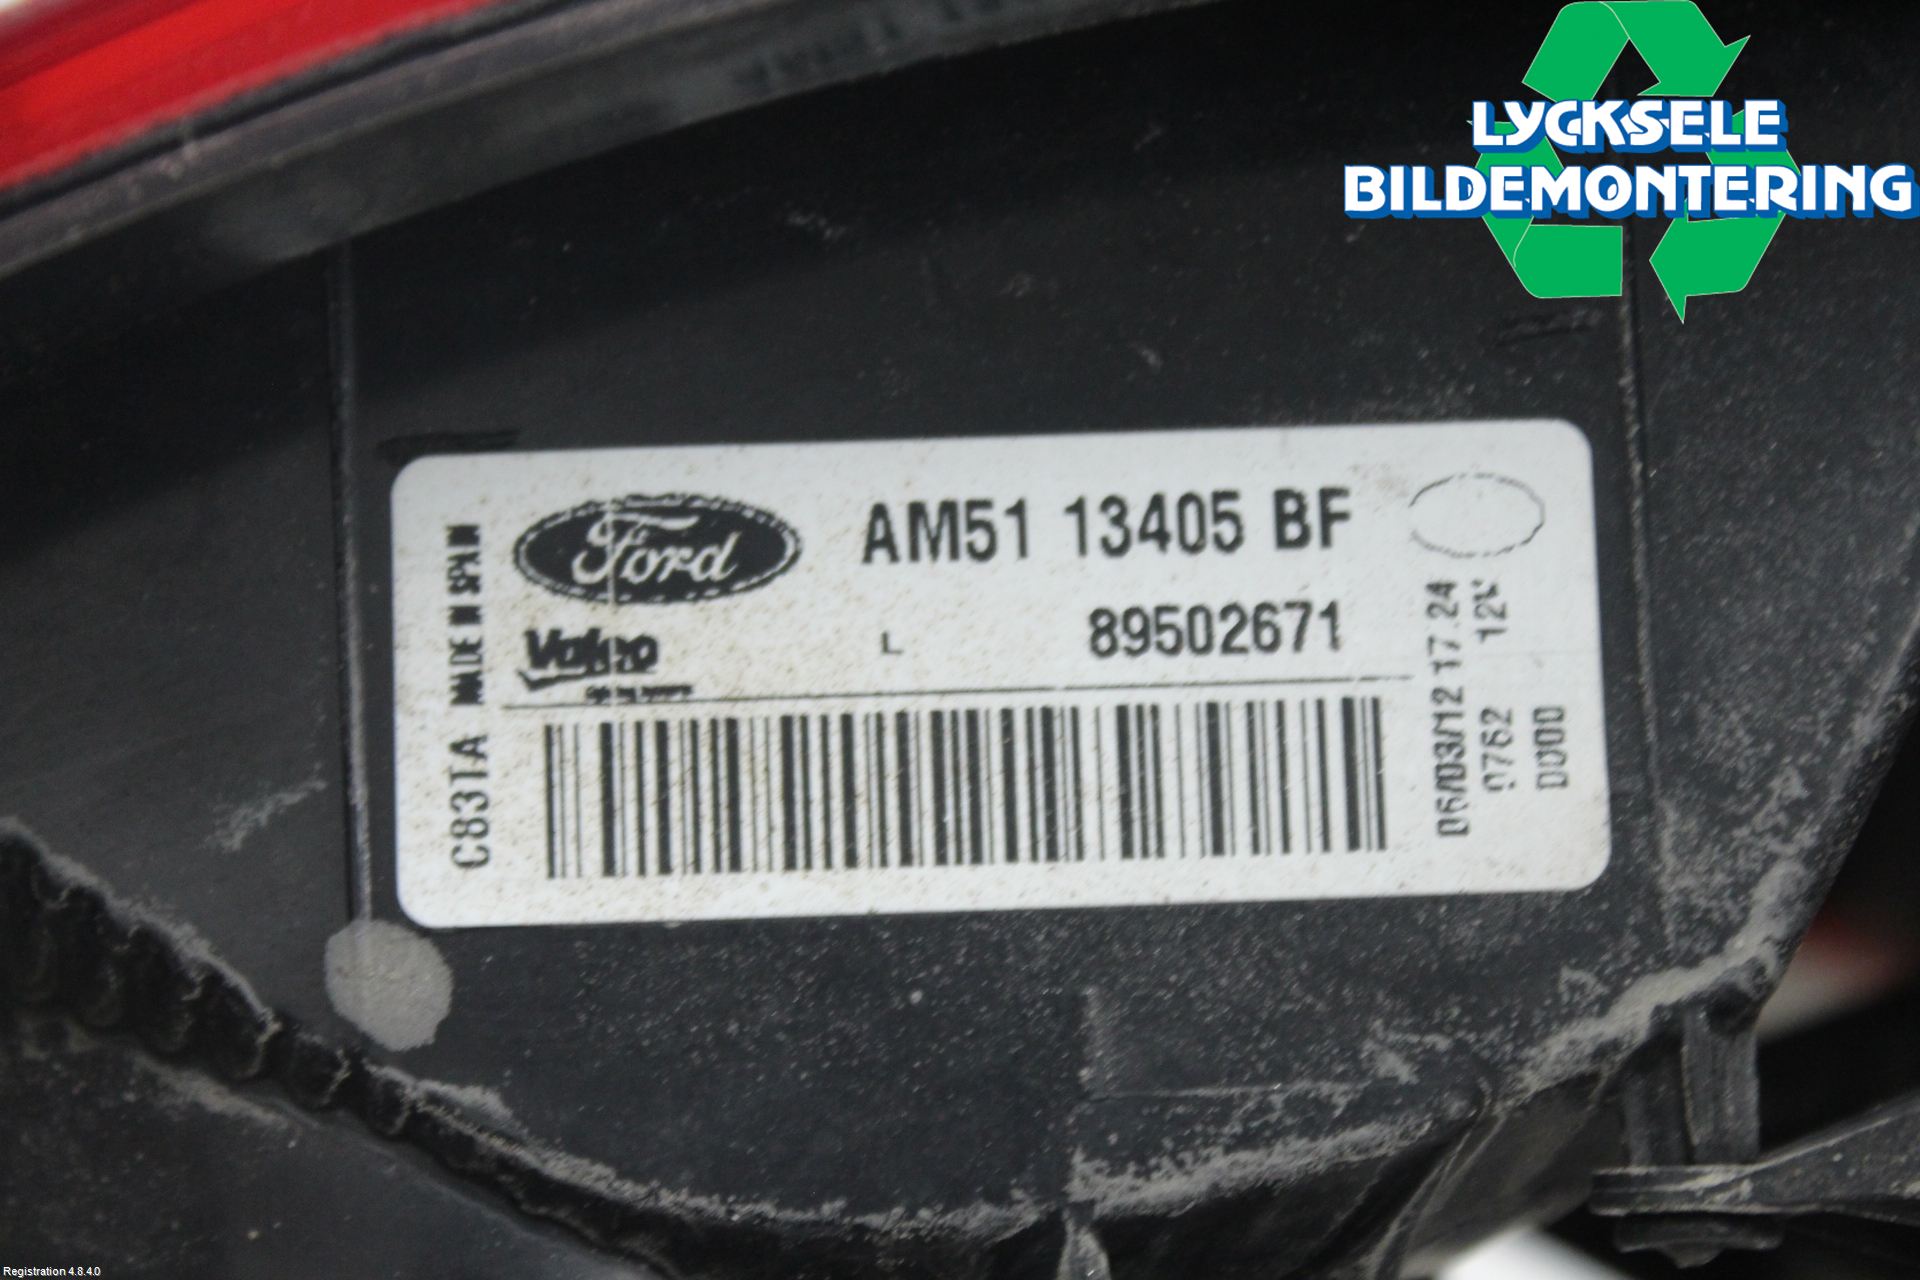 LYCKSELE
BILDEMONTERING
Ford
AM51 13405 BF
Valeo
L
89502671
MADE IN SPAIN
C83TA
06/03/12 17.24
0762 12V
D000
Registration 4.8.4.0